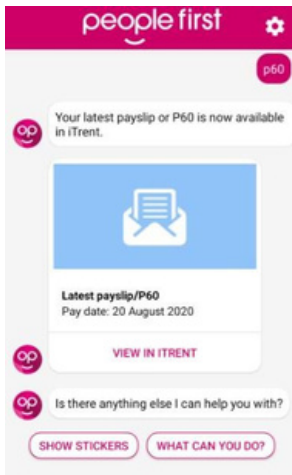 people first
p60
Your latest payslip or P60 is now available
in iTrent.
Latest payslip/P60
Pay date: 20 August 2020
VIEW IN ITRENT
Is there anything else I can help you with?
SHOW STICKERS
WHAT CAN YOU DO?